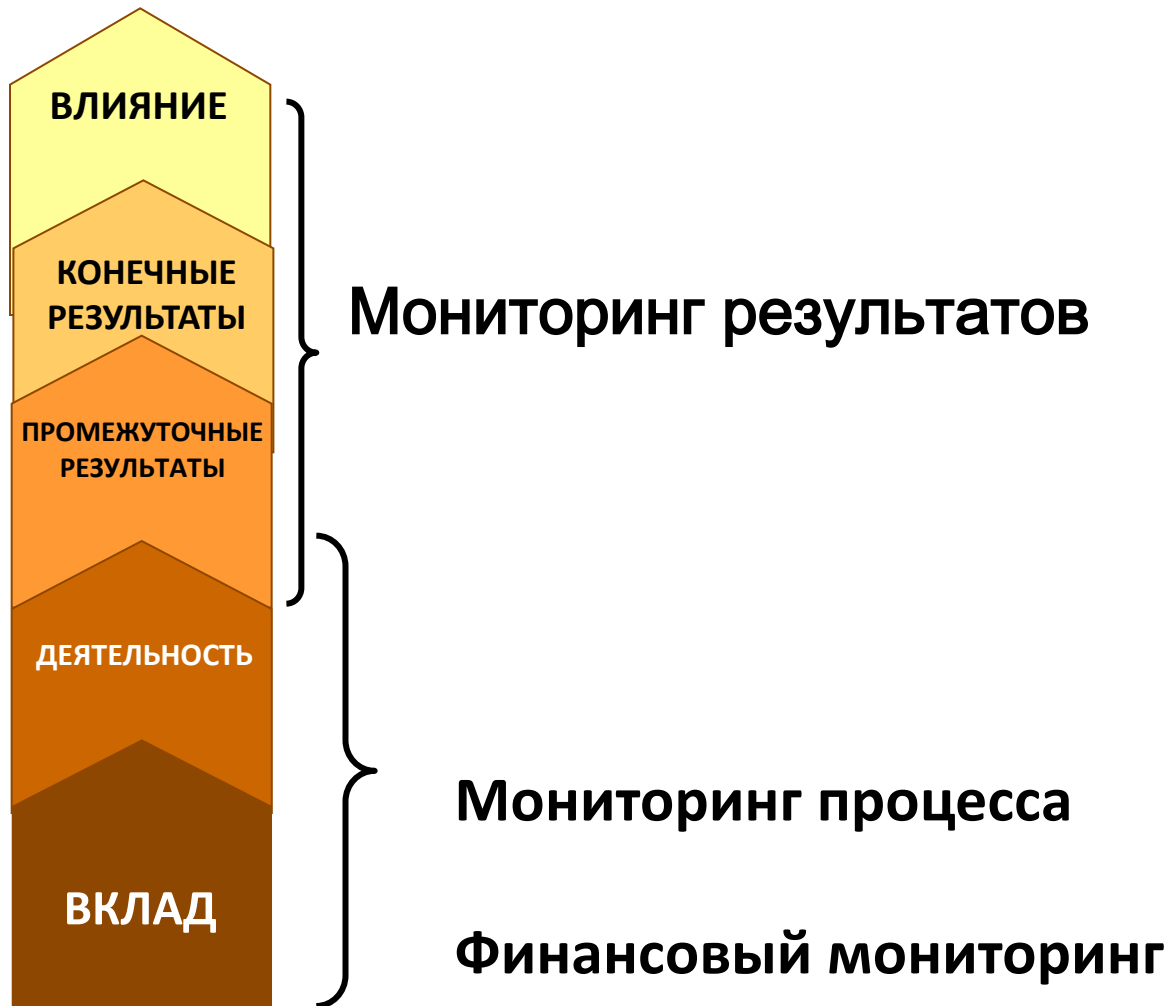 ВЛИЯНИЕ
КОНЕЧНЫЕ
РЕЗУЛЬТАТЫ
Мониторинг результатов
ПРОМЕЖУТОЧНЫЕ
РЕЗУЛЬТАТЫ
ДЕЯТЕЛЬНОСТЬ
Мониторинг процесса
ВКЛАД
Финансовый мониторинг